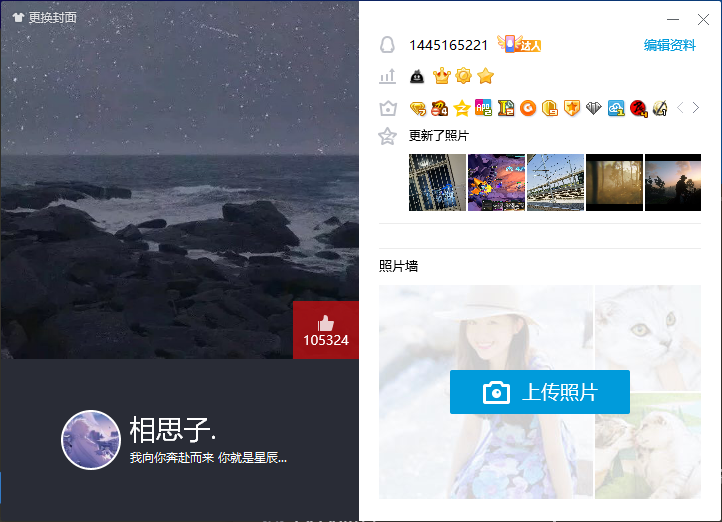 更换封面
1445165221
达人
编辑资料
更新了照片
105324
照片墙
上传照片
相思子.
我向你奔赴而来 你就是星辰...